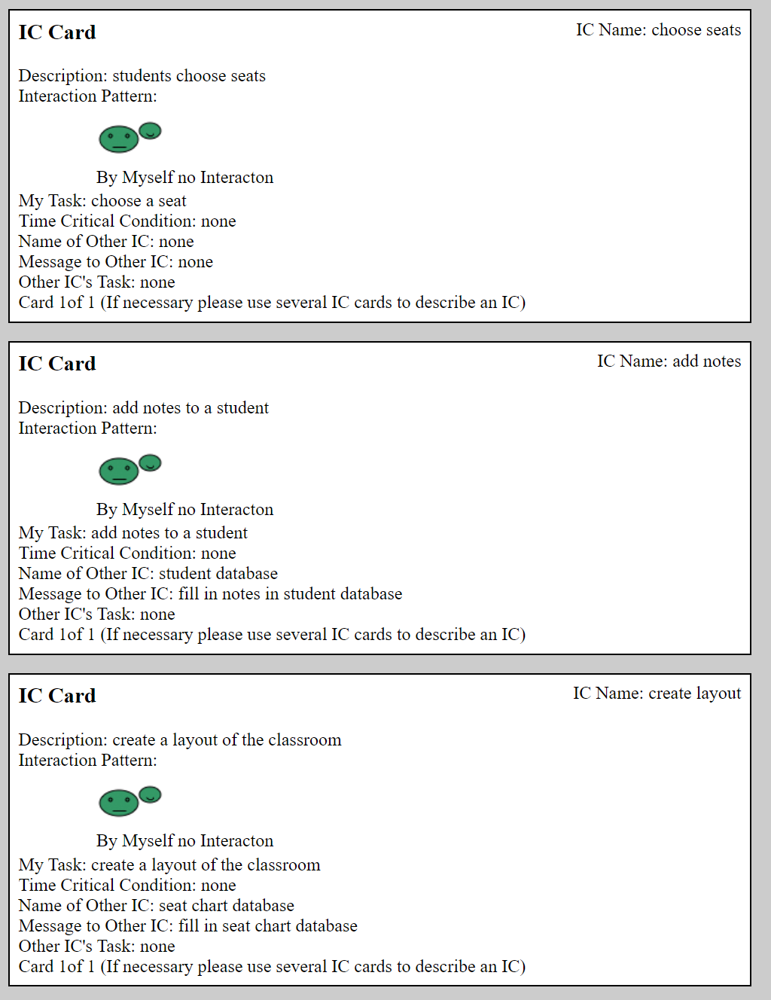 IC Card
IC Name: choose seats
Description: students choose seats
Interaction Pattern:
By Myself no Interacton
My Task: choose a seat
Time Critical Condition: none
Name of Other IC: none
Message to Other IC: none
Other IC's Task: none
Card 1of 1 (If necessary please use several IC cards to describe an IC)
IC Card
IC Name: add notes
Description: add notes to a student
Interaction Pattern:
By Myself no Interacton
My Task: add notes to a student
Time Critical Condition: none
Name of Other IC: student database
Message to Other IC: fill in notes in student database
Other IC's Task: none
Card 1of 1 (If necessary please use several IC cards to describe an IC)
IC Card
IC Name: create layout
Description: create a layout of the classroom
Interaction Pattern:
By Myself no Interacton
My Task: create a layout of the classroom
Time Critical Condition: none
Name of Other IC: seat chart database
Message to Other IC: fill in seat chart database
Other IC's Task: none
Card 1of 1 (If necessary please use several IC cards to describe an IC)